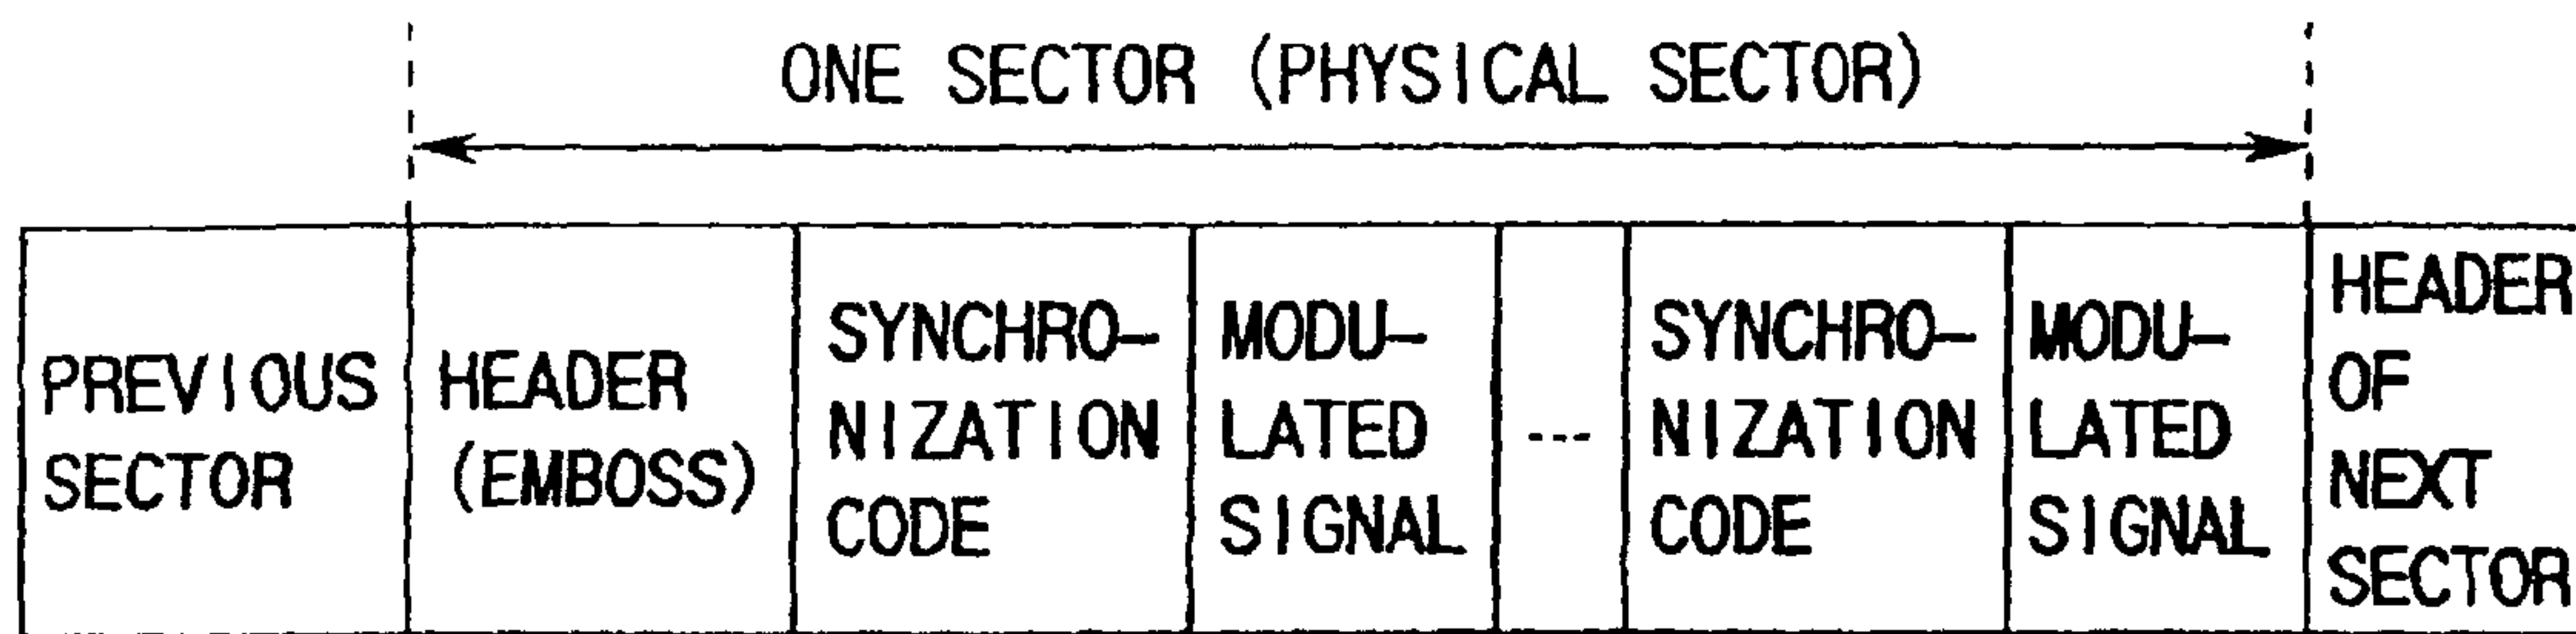 ONE SECTOR (PHYSICAL SECTOR)
PREVIOUS
SECTOR
HEADER
(EMBOSS)
SYNCHRO-
NIZATION
CODE
MODU-
LATED
SIGNAL
---
SYNCHRO-
NIZATION
CODE
MODU-
LATED
SIGNAL
HEADER
OF
NEXT
SECTOR